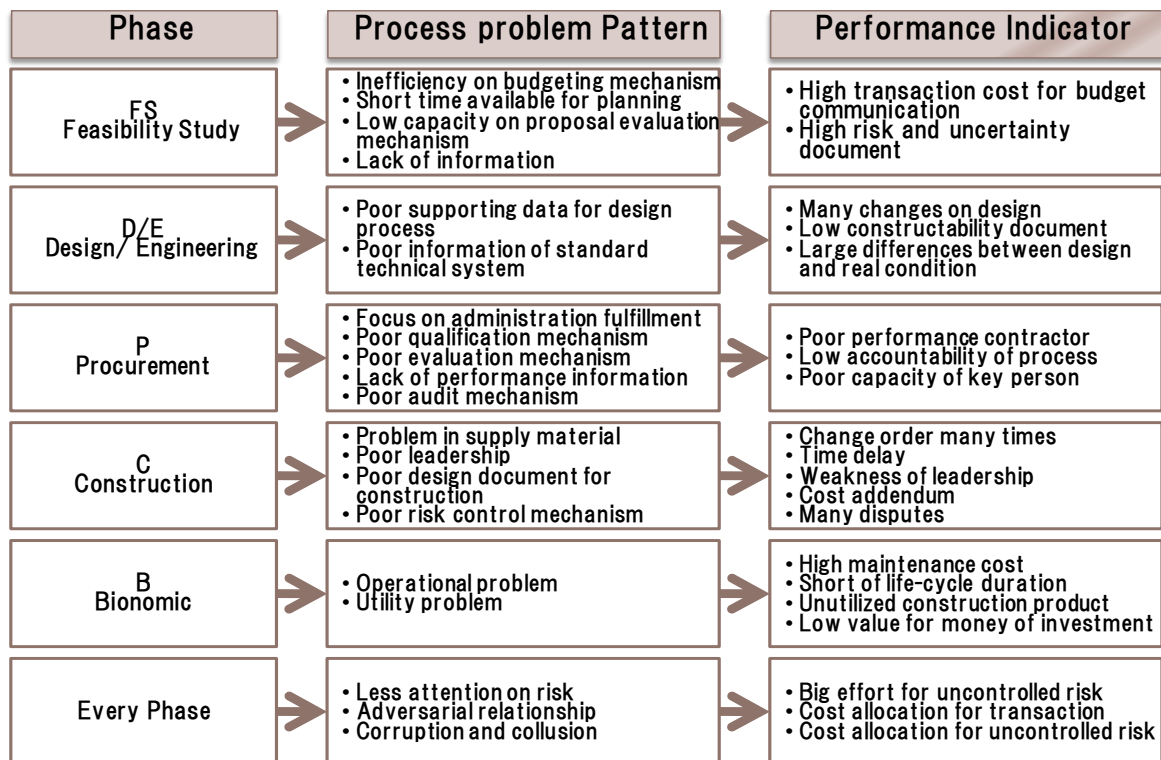 Phase
Process problem Pattern
Performance Indicator
FS
Feasibility Study
• Inefficiency on budgeting mechanism
• Short time available for planning
• Low capacity on proposal evaluation
mechanism
• Lack of information
• High transaction cost for budget
communication
• High risk and uncertainty
document
D/E
Design/ Engineering
• Poor supporting data for design
process
• Poor information of standard
technical system
• Many changes on design
• Low constructability document
• Large differences between design
and real condition
P
Procurement
• Focus on administration fulfillment
• Poor qualification mechanism
• Poor evaluation mechanism
• Lack of performance information
• Poor audit mechanism
• Poor performance contractor
• Low accountability of process
• Poor capacity of key person
C
Construction
• Problem in supply material
• Poor leadership
• Poor design document for
construction
• Poor risk control mechanism
• Change order many times
• Time delay
• Weakness of leadership
• Cost addendum
• Many disputes
B
Bionomic
• Operational problem
• Utility problem
• High maintenance cost
• Short of life-cycle duration
• Unutilized construction product
• Low value for money of investment
Every Phase
• Less attention on risk
• Adversarial relationship
• Corruption and collusion
• Big effort for uncontrolled risk
• Cost allocation for transaction
• Cost allocation for uncontrolled risk